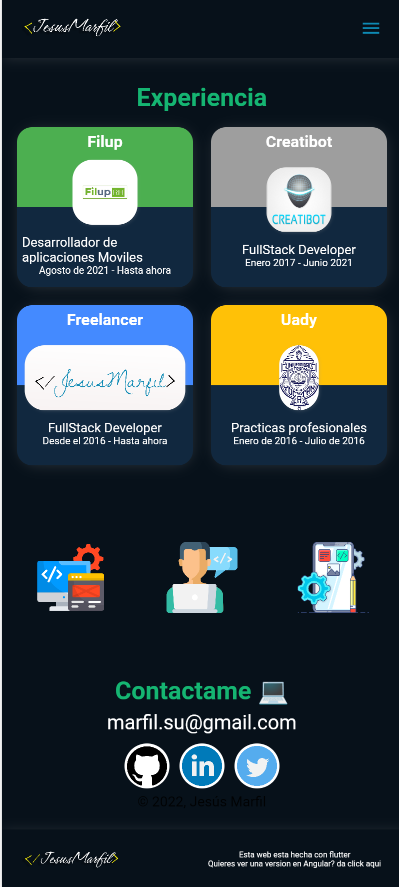 </JesusMarfil>
Experiencia
Filup
Filup
Desarrollador de
aplicaciones Moviles
Agosto de 2021 - Hasta ahora
Creatibot
CREATIBOT
FullStack Developer
Enero 2017 - Junio 2021
Freelancer
</JesusMarfil>
FullStack Developer
Desde el 2016 - Hasta ahora
Uady
Practicas profesionales
Enero de 2016 - Julio de 2016
</>
</>
</>
Contactame
marfil.su@gmail.com
in
© 2022, Jesús Marfil
</JesusMarfil>
Esta web esta hecha con flutter
Quieres ver una version en Angular? da click aqui